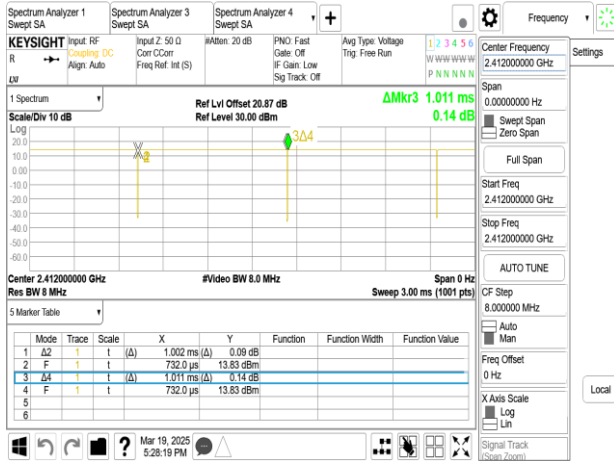 Spectrum Analyzer 1
Swept SA
Spectrum Analyzer 3
Swept SA
Spectrum Analyzer 4
Swept SA
Frequency
Settings
KEYSIGHT
R
LXI
Input: RF
Coupling: DC
Align: Auto
Input Z: 50 Ω
Corr CCorr
Freq Ref: Int (S)
#Atten: 20 dB
PNO: Fast
Gate: Off
IF Gain: Low
Sig Track: Off
Avg Type: Voltage
Trig: Free Run
1 2 3 4 5 6
W W W W W W
P N N N N N
1 Spectrum
Scale/Div 10 dB
Ref Lvl Offset 20.87 dB
Ref Level 30.00 dBm
ΔMkr3 1.011 ms
0.14 dB
Log
20.0
10.0
0.00
-10.0
-20.0
-30.0
-40.0
-50.0
-60.0
2
3Δ4
Center 2.412000000 GHz
Res BW 8 MHz
#Video BW 8.0 MHz
Span 0 Hz
Sweep 3.00 ms (1001 pts)
5 Marker Table
Mode Trace Scale X Y Function Function Width Function Value
1 Δ2 1 t (Δ) 1.002 ms (Δ) 0.09 dB
2 F 1 t 732.0 µs 13.83 dBm
3 Δ4 1 t (Δ) 1.011 ms (Δ) 0.14 dB
4 F 1 t 732.0 µs 13.83 dBm
5
6
Mar 19, 2025
5:28:19 PM
Center Frequency
2.412000000 GHz
Span
0.00000000 Hz
Swept Span
Zero Span
Full Span
Start Freq
2.412000000 GHz
Stop Freq
2.412000000 GHz
AUTO TUNE
CF Step
8.000000 MHz
Auto
Man
Freq Offset
0 Hz
X Axis Scale
Log
Lin
Signal Track
(Span Zoom)
Local